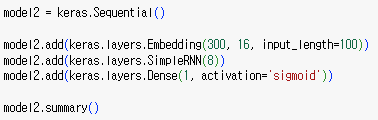 model2 = keras.Sequential()
model2.add(keras.layers.Embedding(300, 16, input_length=100))
model2.add(keras.layers.SimpleRNN(8))
model2.add(keras.layers.Dense(1, activation='sigmoid'))
model2.summary()